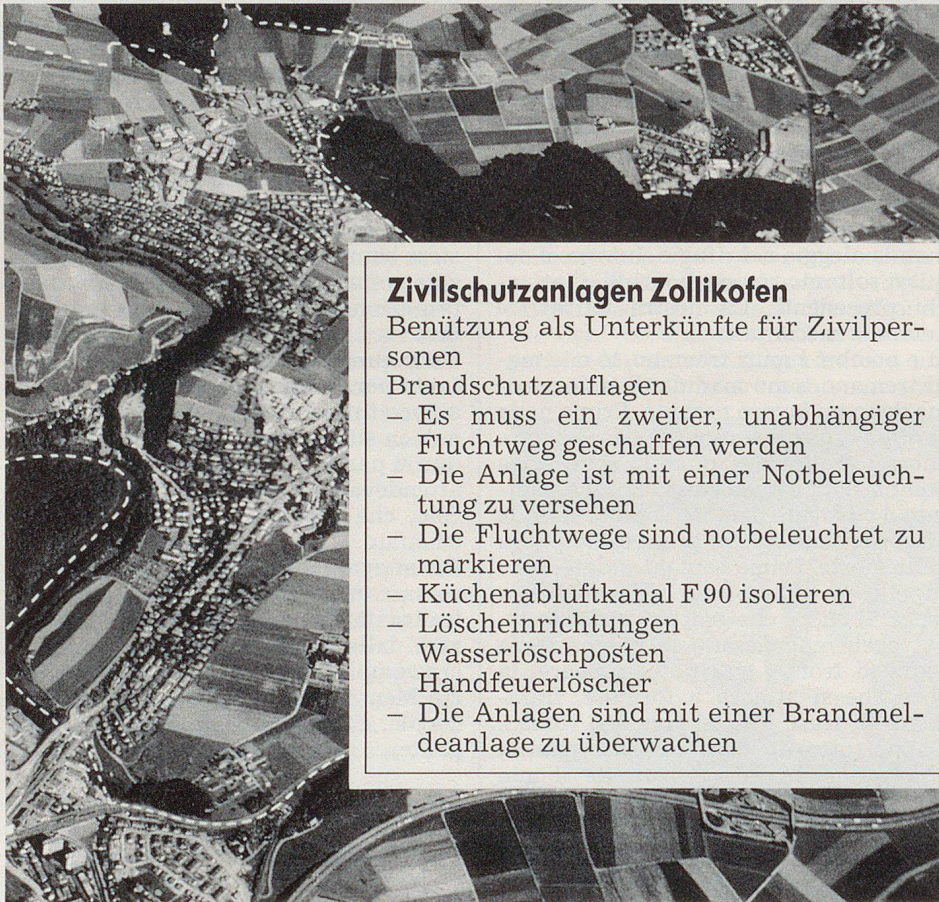 Zivilschutzanlagen Zollikofen
Benützung als Unterkünfte für Zivilper-
sonen
Brandschutzauflagen
– Es muss ein zweiter, unabhängiger
Fluchtweg geschaffen werden
– Die Anlage ist mit einer Notbeleuch-
tung zu versehen
– Die Fluchtwege sind notbeleuchtet zu
markieren
– Küchenabluftkanal F 90 isolieren
– Löscheinrichtungen
Wasserlöschposten
Handfeuerlöscher
– Die Anlagen sind mit einer Brandmel-
deanlage zu überwachen